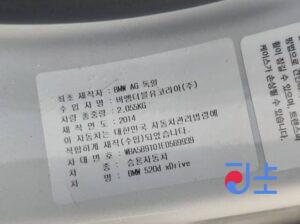 최초 제작자 : BMW AG 독일
수 입 자 명 : 비엠더블유코리아(주)
차량 총중량 : 2.055KG
제 작 연 도 : 2014
이 자동차는 대한민국 자동차관리법령에
적합하게 제작(수입)되었습니다.
차 대 번 호 :
차 종 : 승용자동차
차 명 : BMW 520d xDrive